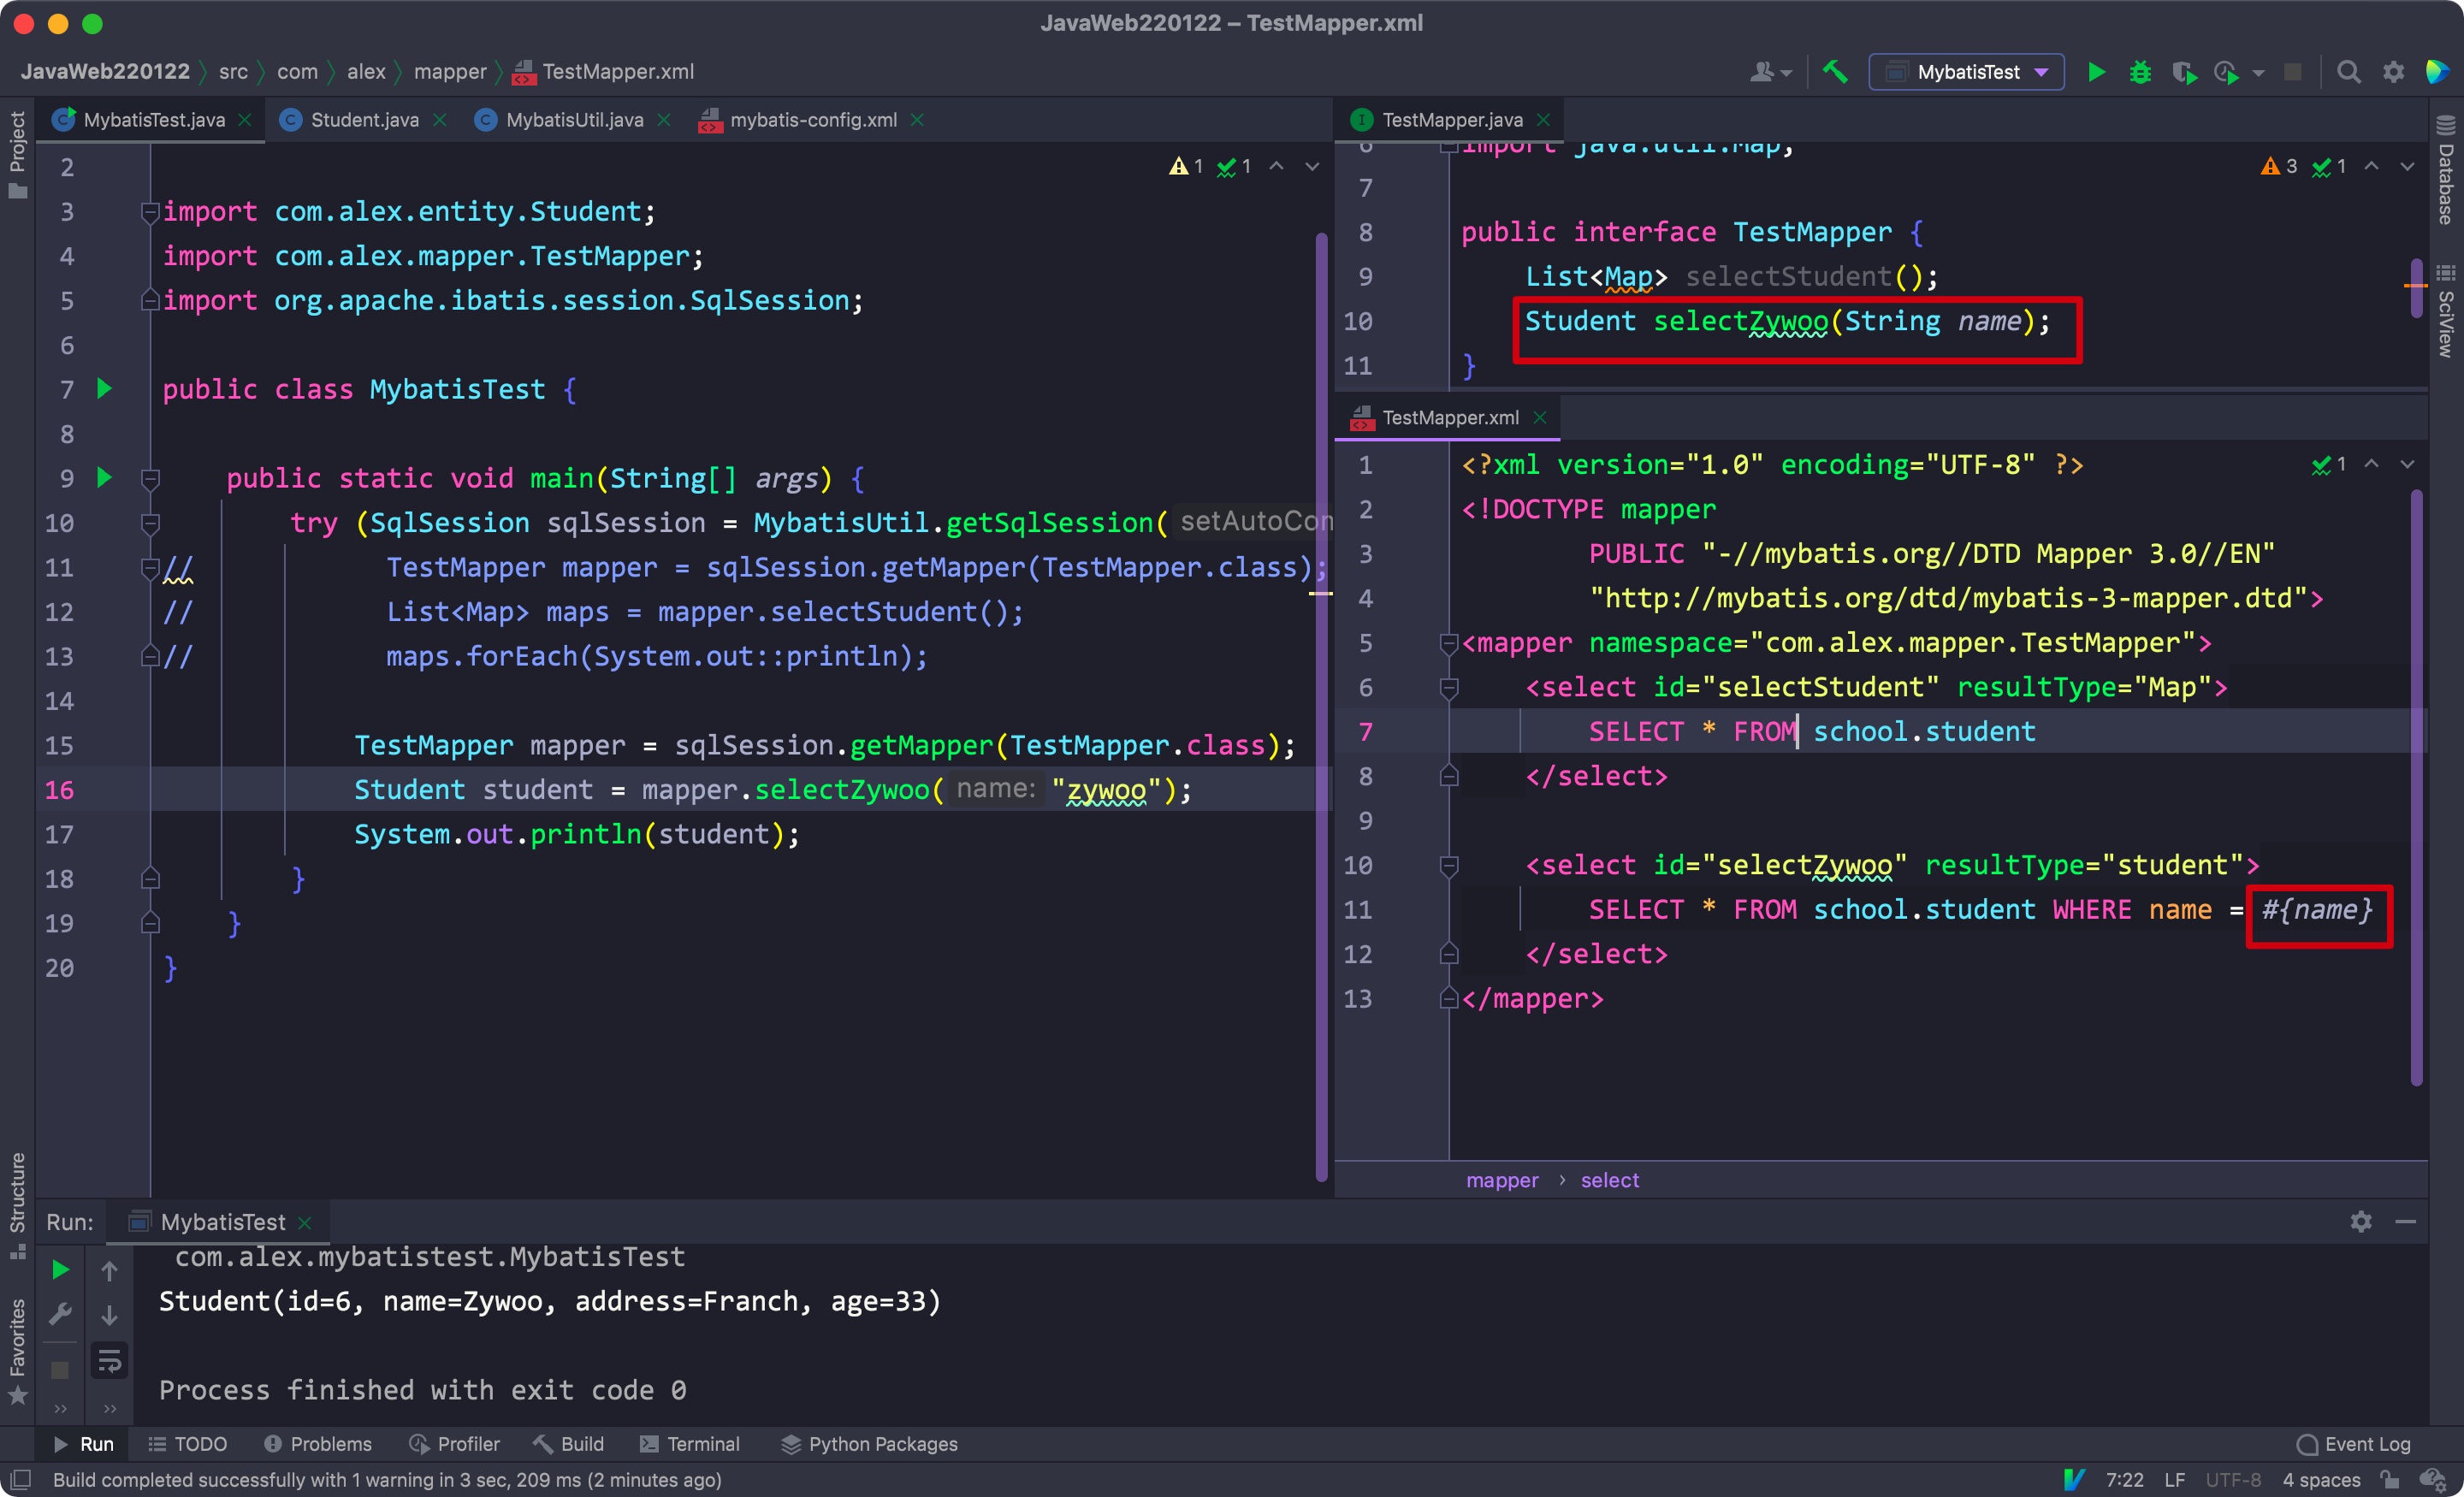 JavaWeb220122 – TestMapper.xml
JavaWeb220122 src com alex mapper TestMapper.xml
MybatisTest
Project
MybatisTest.java Student.java MybatisUtil.java mybatis-config.xml
1 1
2
3 import com.alex.entity.Student;
4 import com.alex.mapper.TestMapper;
5 import org.apache.ibatis.session.SqlSession;
6
7 public class MybatisTest {
8
9 public static void main(String[] args) {
10 try (SqlSession sqlSession = MybatisUtil.getSqlSession( setAutoCom
11 // TestMapper mapper = sqlSession.getMapper(TestMapper.class);
12 // List<Map> maps = mapper.selectStudent();
13 // maps.forEach(System.out::println);
14
15 TestMapper mapper = sqlSession.getMapper(TestMapper.class);
16 Student student = mapper.selectZywoo( name: "zywoo");
17 System.out.println(student);
18 }
19 }
20 }
TestMapper.java
3 1
6 import java.util.Map;
7
8 public interface TestMapper {
9 List<Map> selectStudent();
10 Student selectZywoo(String name);
11 }
TestMapper.xml
1
1 <?xml version="1.0" encoding="UTF-8" ?>
2 <!DOCTYPE mapper
3 PUBLIC "-//mybatis.org//DTD Mapper 3.0//EN"
4 "http://mybatis.org/dtd/mybatis-3-mapper.dtd">
5 <mapper namespace="com.alex.mapper.TestMapper">
6 <select id="selectStudent" resultType="Map">
7 SELECT * FROM school.student
8 </select>
9
10 <select id="selectZywoo" resultType="student">
11 SELECT * FROM school.student WHERE name = #{name}
12 </select>
13 </mapper>
mapper › select
Database
SciView
Structure
Favorites
Run: MybatisTest
com.alex.mybatistest.MybatisTest
Student(id=6, name=Zywoo, address=Franch, age=33)
Process finished with exit code 0
Run TODO Problems Profiler Build Terminal Python Packages Event Log
Build completed successfully with 1 warning in 3 sec, 209 ms (2 minutes ago) 7:22 LF UTF-8 4 spaces